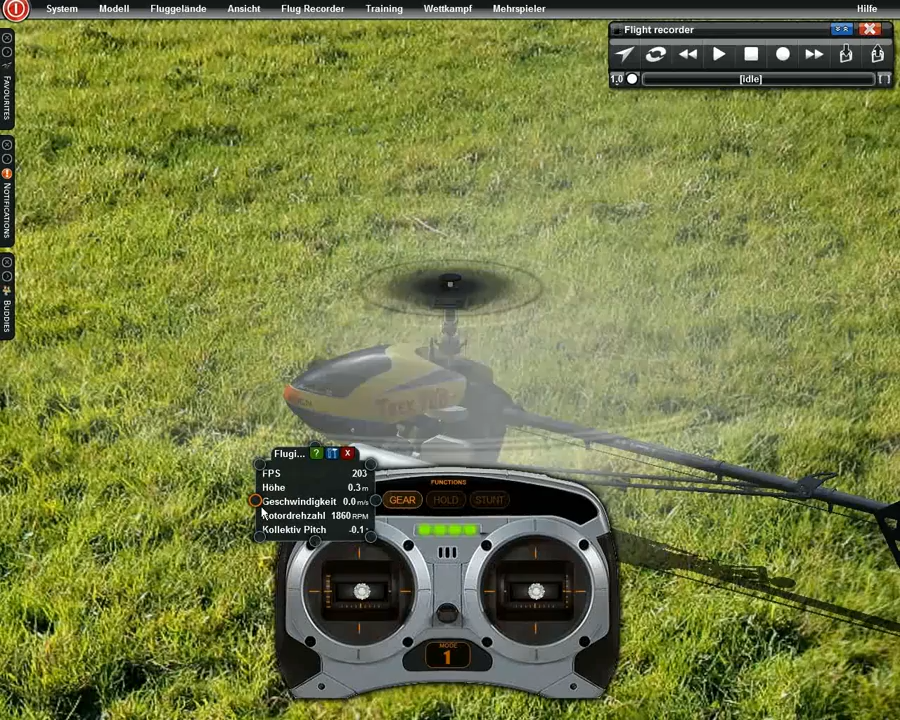 System Modell Fluggelände Ansicht Flug Recorder Training Wettkampf Mehrspieler Hilfe
Flight recorder
1.0 [idle]
FAVOURITES
NOTIFICATIONS
BUDDIES
Flugi... ? X
FPS 203
Höhe 0.3 m
Geschwindigkeit 0.0 m/s
Rotordrehzahl 1860 RPM
Kollektiv Pitch -0.1°
FUNCTIONS
GEAR HOLD STUNT
MODE
1